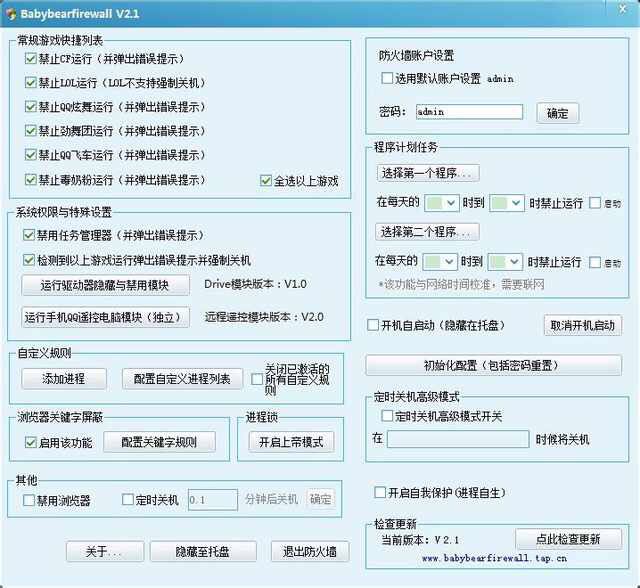 Babybearfirewall V2.1
常规游戏快捷列表
禁止CF运行（并弹出错误提示）
禁止LOL运行（LOL不支持强制关机）
禁止QQ炫舞运行（并弹出错误提示）
禁止劲舞团运行（并弹出错误提示）
禁止QQ飞车运行（并弹出错误提示）
禁止毒奶粉运行（并弹出错误提示）
全选以上游戏
系统权限与特殊设置
禁用任务管理器（并弹出错误提示）
检测到以上游戏运行弹出错误提示并强制关机
运行驱动器隐藏与禁用模块
Drive模块版本：V1.0
运行手机QQ遥控电脑模块（独立）
远程遥控模块版本：V2.0
自定义规则
添加进程
配置自定义进程列表
关闭已激活的
所有自定义规
则
浏览器关键字屏蔽
启用该功能
配置关键字规则
进程锁
开启上帝模式
其他
禁用浏览器
定时关机
0.1
分钟后关机
确定
关于...
隐藏至托盘
退出防火墙
防火墙账户设置
选用默认账户设置 admin
密码：
admin
确定
程序计划任务
选择第一个程序...
在每天的
时到
时禁止运行
启动
选择第二个程序...
在每天的
时到
时禁止运行
启动
*该功能与网络时间校准，需要联网
开机自启动（隐藏在托盘）
取消开机启动
初始化配置（包括密码重置）
定时关机高级模式
定时关机高级模式开关
在
时候将关机
开启自我保护(进程自生)
检查更新
当前版本：V 2.1
点此检查更新
www.babybearfirewall.tap.cn